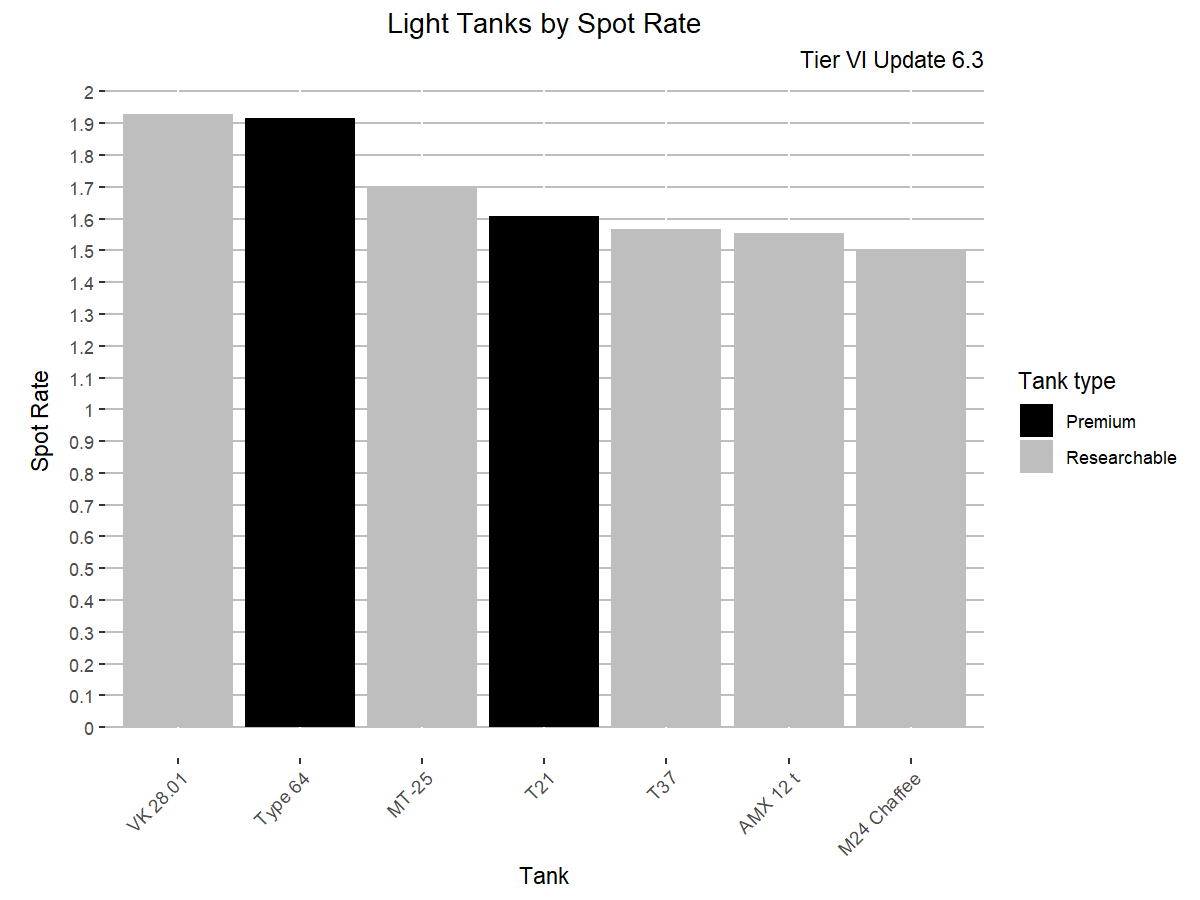 Light Tanks by Spot Rate
Tier VI Update 6.3
Spot Rate
2
1.9
1.8
1.7
1.6
1.5
1.4
1.3
1.2
1.1
1
0.9
0.8
0.7
0.6
0.5
0.4
0.3
0.2
0.1
0
VK 28.01
Type 64
MT-25
T21
T37
AMX 12 t
M24 Chaffee
Tank
Tank type
Premium
Researchable